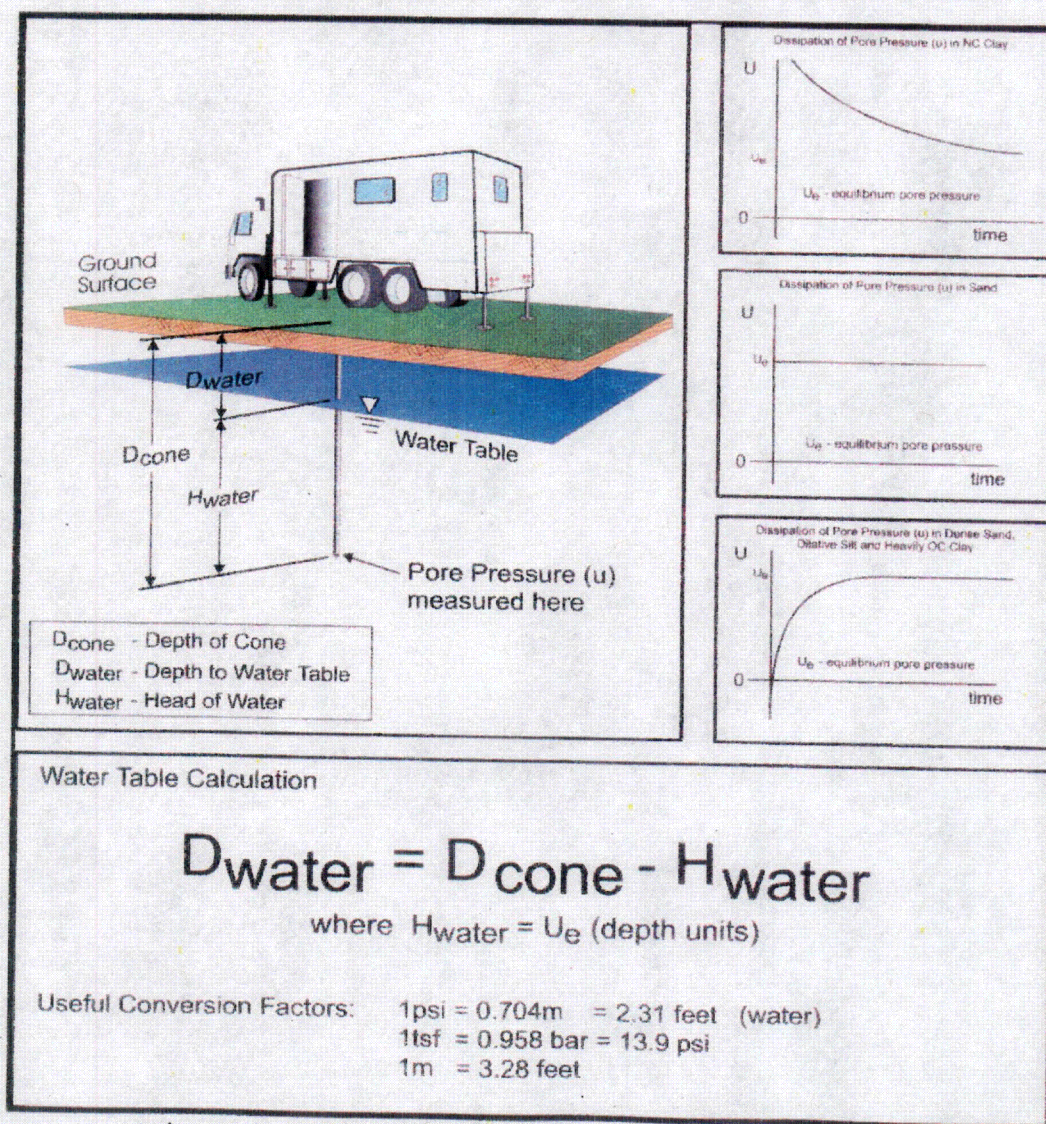 Ground
Surface
Dwater
Dcone
Hwater
Water Table
Pore Pressure (u)
measured here
Dcone - Depth of Cone
Dwater - Depth to Water Table
Hwater - Head of Water
Dissipation of Pore Pressure (u) in NC Clay
U
Ue
Ue - equilibrium pore pressure
0
time
Dissipation of Pore Pressure (u) in Sand
U
Ue
Ue - equilibrium pore pressure
0
time
Dissipation of Pore Pressure (u) in Dense Sand,
Dilative Silt and Heavily OC Clay
U
Ue
Ue - equilibrium pore pressure
0
time
Water Table Calculation
Dwater = Dcone - Hwater
where Hwater = Ue (depth units)
Useful Conversion Factors: 1psi = 0.704m = 2.31 feet (water)
1tsf = 0.958 bar = 13.9 psi
1m = 3.28 feet